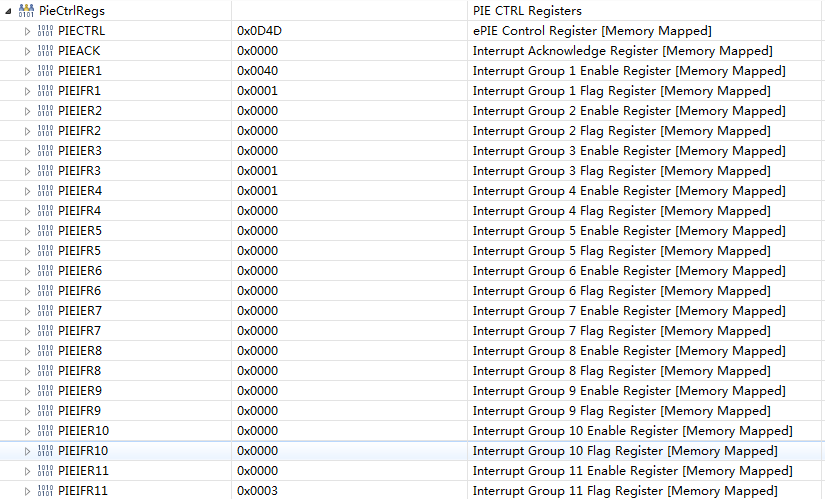 PieCtrlRegs PIE CTRL Registers
PIECTRL 0x0D4D ePIE Control Register [Memory Mapped]
PIEACK 0x0000 Interrupt Acknowledge Register [Memory Mapped]
PIEIER1 0x0040 Interrupt Group 1 Enable Register [Memory Mapped]
PIEIFR1 0x0001 Interrupt Group 1 Flag Register [Memory Mapped]
PIEIER2 0x0000 Interrupt Group 2 Enable Register [Memory Mapped]
PIEIFR2 0x0000 Interrupt Group 2 Flag Register [Memory Mapped]
PIEIER3 0x0000 Interrupt Group 3 Enable Register [Memory Mapped]
PIEIFR3 0x0001 Interrupt Group 3 Flag Register [Memory Mapped]
PIEIER4 0x0001 Interrupt Group 4 Enable Register [Memory Mapped]
PIEIFR4 0x0000 Interrupt Group 4 Flag Register [Memory Mapped]
PIEIER5 0x0000 Interrupt Group 5 Enable Register [Memory Mapped]
PIEIFR5 0x0000 Interrupt Group 5 Flag Register [Memory Mapped]
PIEIER6 0x0000 Interrupt Group 6 Enable Register [Memory Mapped]
PIEIFR6 0x0000 Interrupt Group 6 Flag Register [Memory Mapped]
PIEIER7 0x0000 Interrupt Group 7 Enable Register [Memory Mapped]
PIEIFR7 0x0000 Interrupt Group 7 Flag Register [Memory Mapped]
PIEIER8 0x0000 Interrupt Group 8 Enable Register [Memory Mapped]
PIEIFR8 0x0000 Interrupt Group 8 Flag Register [Memory Mapped]
PIEIER9 0x0000 Interrupt Group 9 Enable Register [Memory Mapped]
PIEIFR9 0x0000 Interrupt Group 9 Flag Register [Memory Mapped]
PIEIER10 0x0000 Interrupt Group 10 Enable Register [Memory Mapped]
PIEIFR10 0x0000 Interrupt Group 10 Flag Register [Memory Mapped]
PIEIER11 0x0000 Interrupt Group 11 Enable Register [Memory Mapped]
PIEIFR11 0x0003 Interrupt Group 11 Flag Register [Memory Mapped]